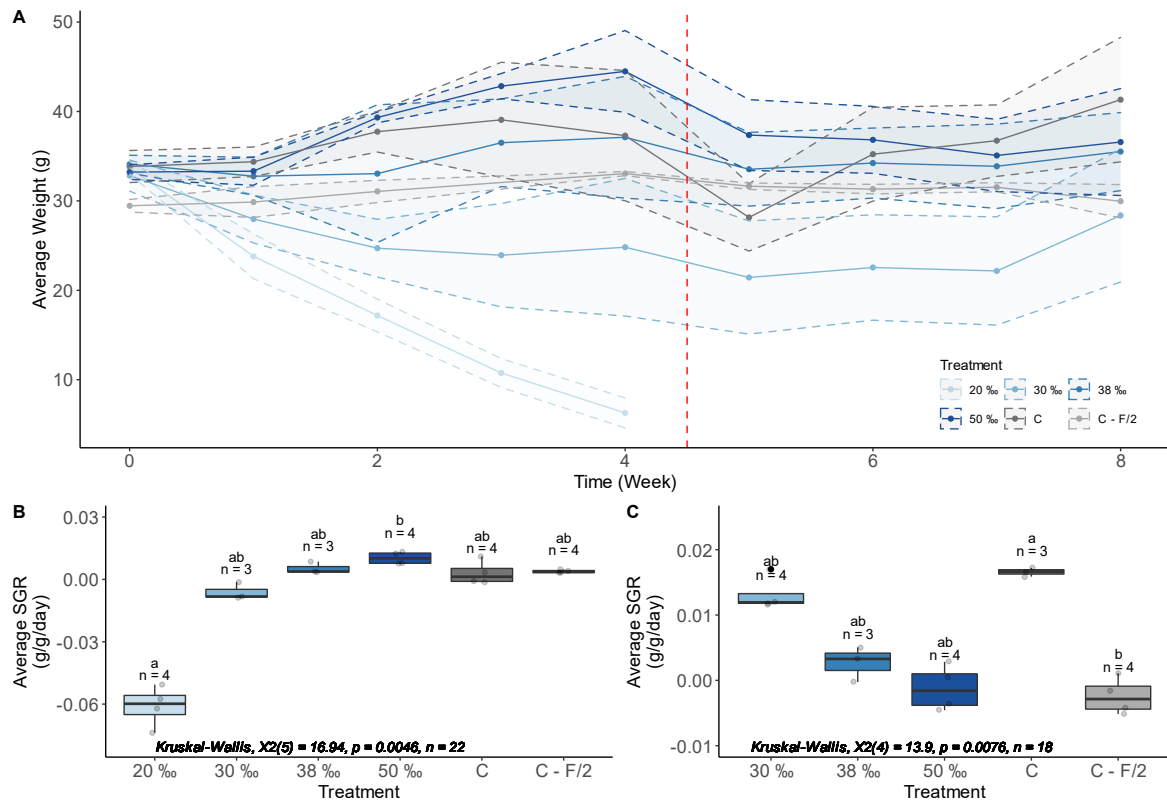 A
50
40
30
20
10
Average Weight (g)
0 2 4 6 8
Time (Week)
Treatment
20 ‰ 30 ‰ 38 ‰
50 ‰ C C - F/2
B
0.03
0.00
-0.03
-0.06
Average SGR
(g/g/day)
a
n = 4
ab
n = 3
ab
n = 3
b
n = 4
ab
n = 4
ab
n = 4
Kruskal-Wallis, X2(5) = 16.94, p = 0.0046, n = 22
20 ‰ 30 ‰ 38 ‰ 50 ‰ C C - F/2
Treatment
C
0.02
0.01
0.00
-0.01
Average SGR
(g/g/day)
ab
n = 4
ab
n = 3
ab
n = 4
a
n = 3
b
n = 4
Kruskal-Wallis, X2(4) = 13.9, p = 0.0076, n = 18
30 ‰ 38 ‰ 50 ‰ C C - F/2
Treatment